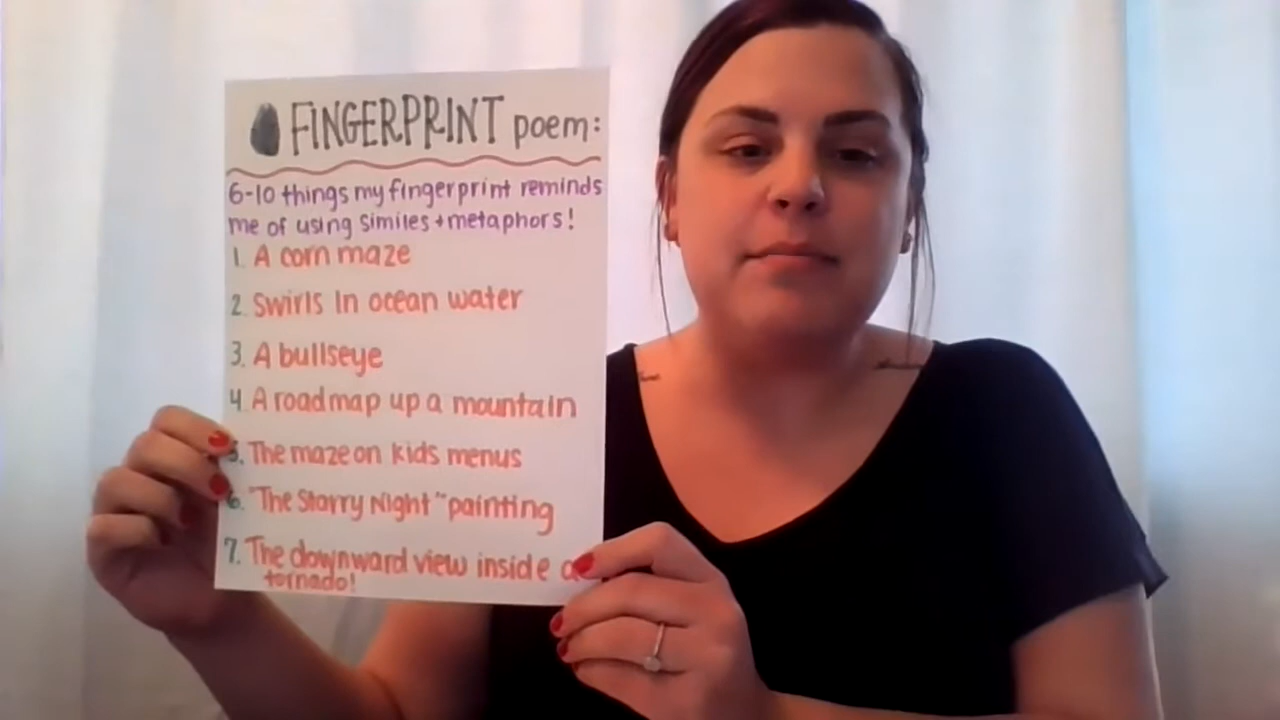 FINGERPRINT poem:
6-10 things my fingerprint reminds
me of using similes + metaphors!
1. A corn maze
2. Swirls in ocean water
3. A bullseye
4. A roadmap up a mountain
5. The maze on kids menus
6. "The Starry Night" painting
7. The downward view inside a
tornado!